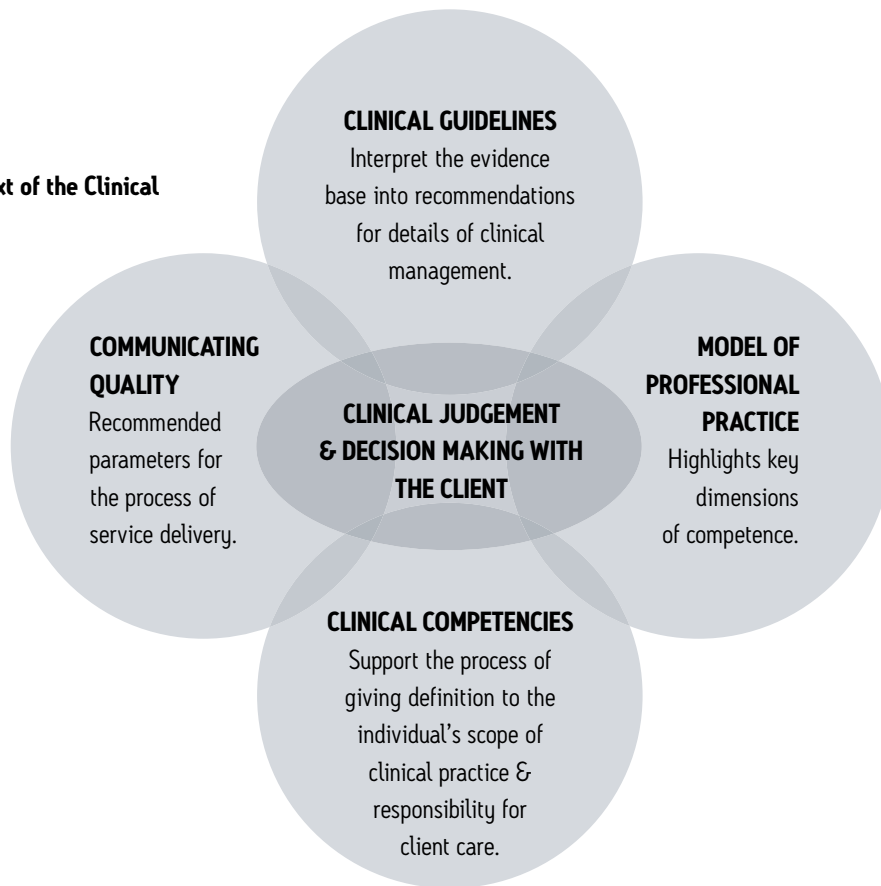 CLINICAL GUIDELINES
Interpret the evidence
base into recommendations
for details of clinical
management.
of the Clinical
COMMUNICATING
QUALITY
Recommended
parameters for
the process of
service delivery.
CLINICAL JUDGEMENT
& DECISION MAKING WITH
THE CLIENT
MODEL OF
PROFESSIONAL
PRACTICE
Highlights key
dimensions
of competence.
CLINICAL COMPETENCIES
Support the process of
giving definition to the
individual's scope of
clinical practice &
responsibility for
client care.